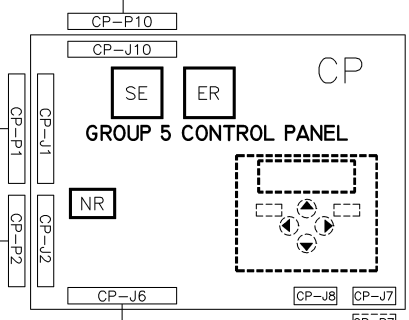 CP-P10
CP-J10
CP
SE
ER
GROUP 5 CONTROL PANEL
CP-P1
CP-J1
NR
CP-P2
CP-J2
CP-J6
CP-J8
CP-J7